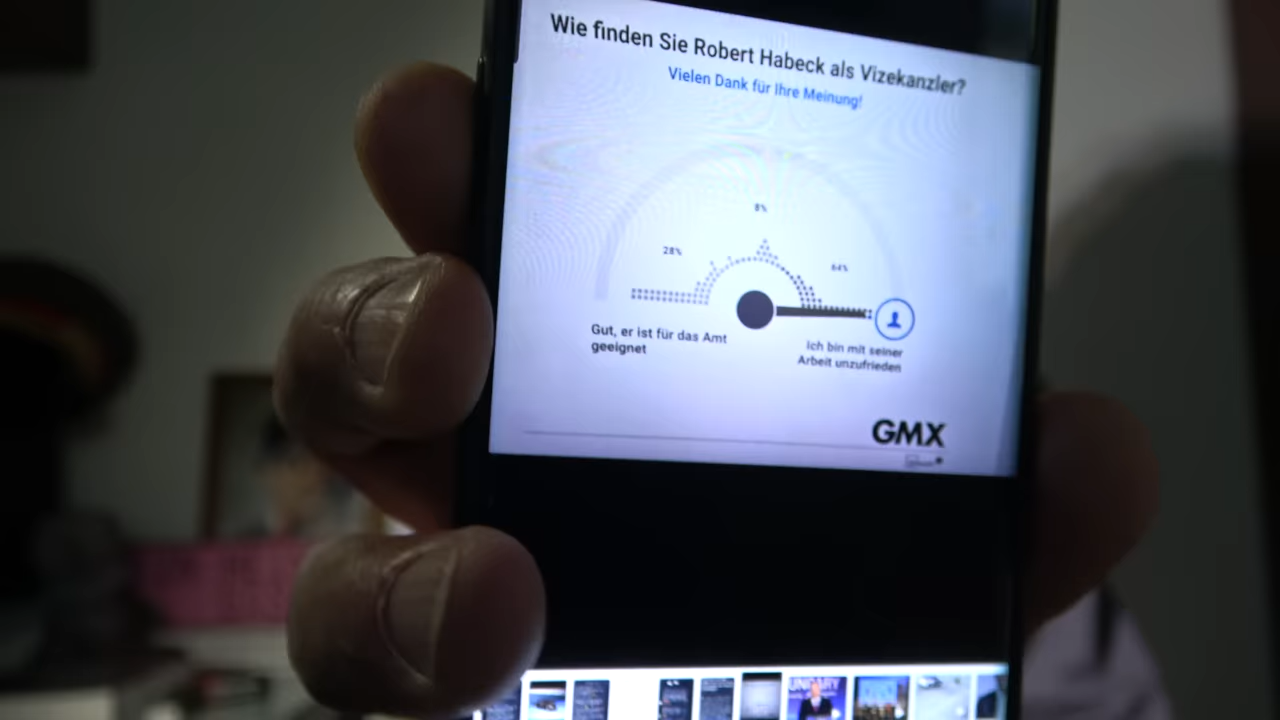 Wie finden Sie Robert Habeck als Vizekanzler?
Vielen Dank für Ihre Meinung!
8%
28%
64%
Gut, er ist für das Amt
geeignet
Ich bin mit seiner
Arbeit unzufrieden
GMX